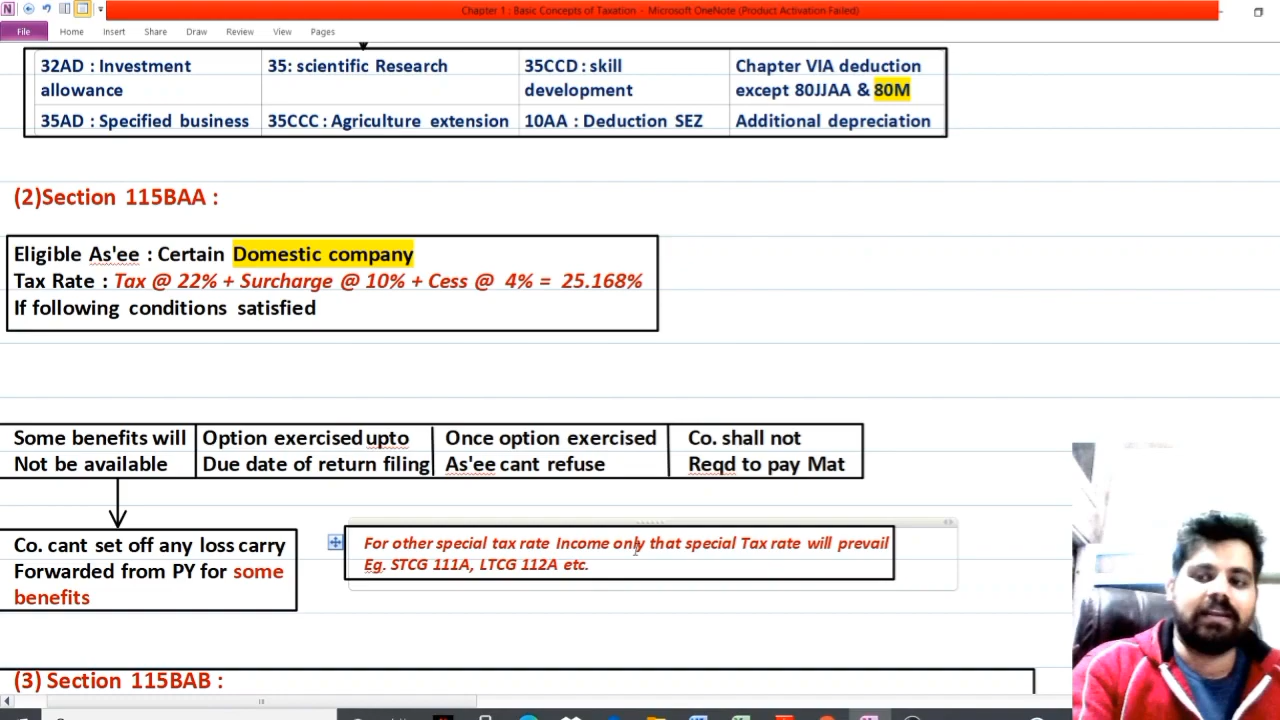 Chapter 1 : Basic Concepts of Taxation - Microsoft OneNote (Product Activation Failed)
File Home Insert Share Draw Review View Pages
32AD : Investment allowance
35: scientific Research
35CCD : skill development
Chapter VIA deduction except 80JJAA & 80M
35AD : Specified business
35CCC : Agriculture extension
10AA : Deduction SEZ
Additional depreciation
(2)Section 115BAA :
Eligible As'ee : Certain Domestic company
Tax Rate : Tax @ 22% + Surcharge @ 10% + Cess @ 4% = 25.168%
If following conditions satisfied
Some benefits will
Not be available
Option exercised upto
Due date of return filing
Once option exercised
As'ee cant refuse
Co. shall not
Reqd to pay Mat
Co. cant set off any loss carry
Forwarded from PY for some
benefits
For other special tax rate Income only that special Tax rate will prevail
Eg. STCG 111A, LTCG 112A etc.
(3) Section 115BAB :